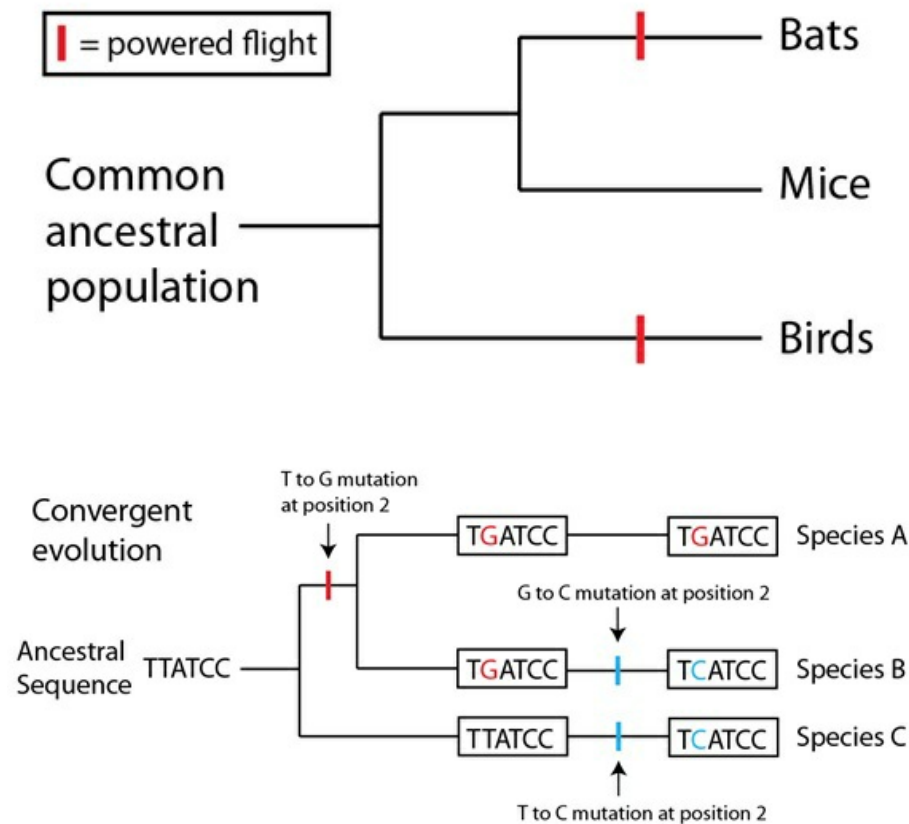 = powered flight
Bats
Common
ancestral
population
Mice
Birds
T to G mutation
at position 2
Convergent
evolution
TGATCC TGATCC Species A
G to C mutation at position 2
Ancestral
Sequence TTATCC
TGATCC TCATCC Species B
TTATCC TCATCC Species C
T to C mutation at position 2